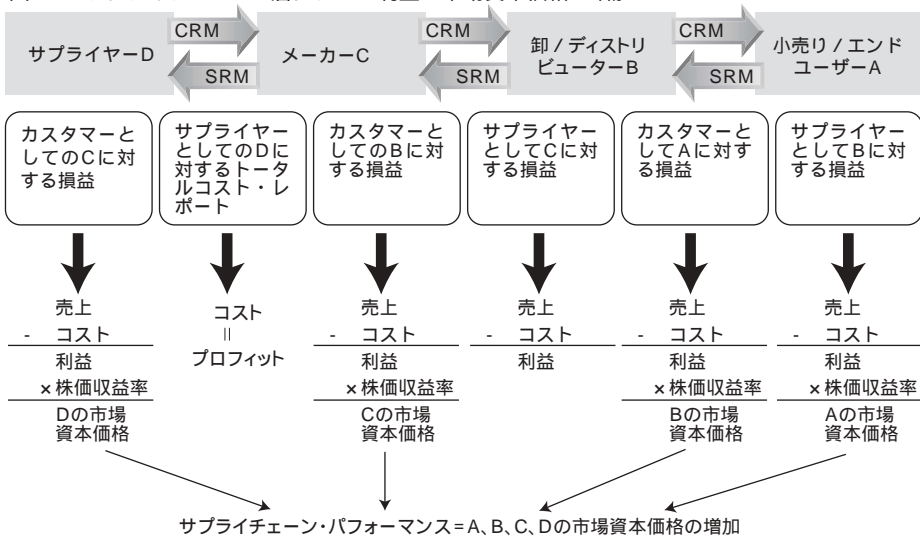 CRM
CRM
CRM
サプライヤーD
メーカーC
卸 / ディストリ
ビューターB
小売り / エンド
ユーザーA
SRM
SRM
SRM
カスタマーと
してのCに対
する損益
サプライヤー
としてのDに
対するトータ
ルコスト・レ
ポート
カスタマーと
してのBに対
する損益
サプライヤー
としてCに対
する損益
カスタマーと
してAに対す
る損益
サプライヤー
としてBに対
する損益
売上
- コスト
利益
×株価収益率
Dの市場
資本価格
コスト
=
プロフィット
売上
- コスト
利益
×株価収益率
Cの市場
資本価格
売上
- コスト
利益
売上
- コスト
利益
×株価収益率
Bの市場
資本価格
売上
- コスト
利益
×株価収益率
Aの市場
資本価格
サプライチェーン・パフォーマンス=A、B、C、Dの市場資本価格の増加